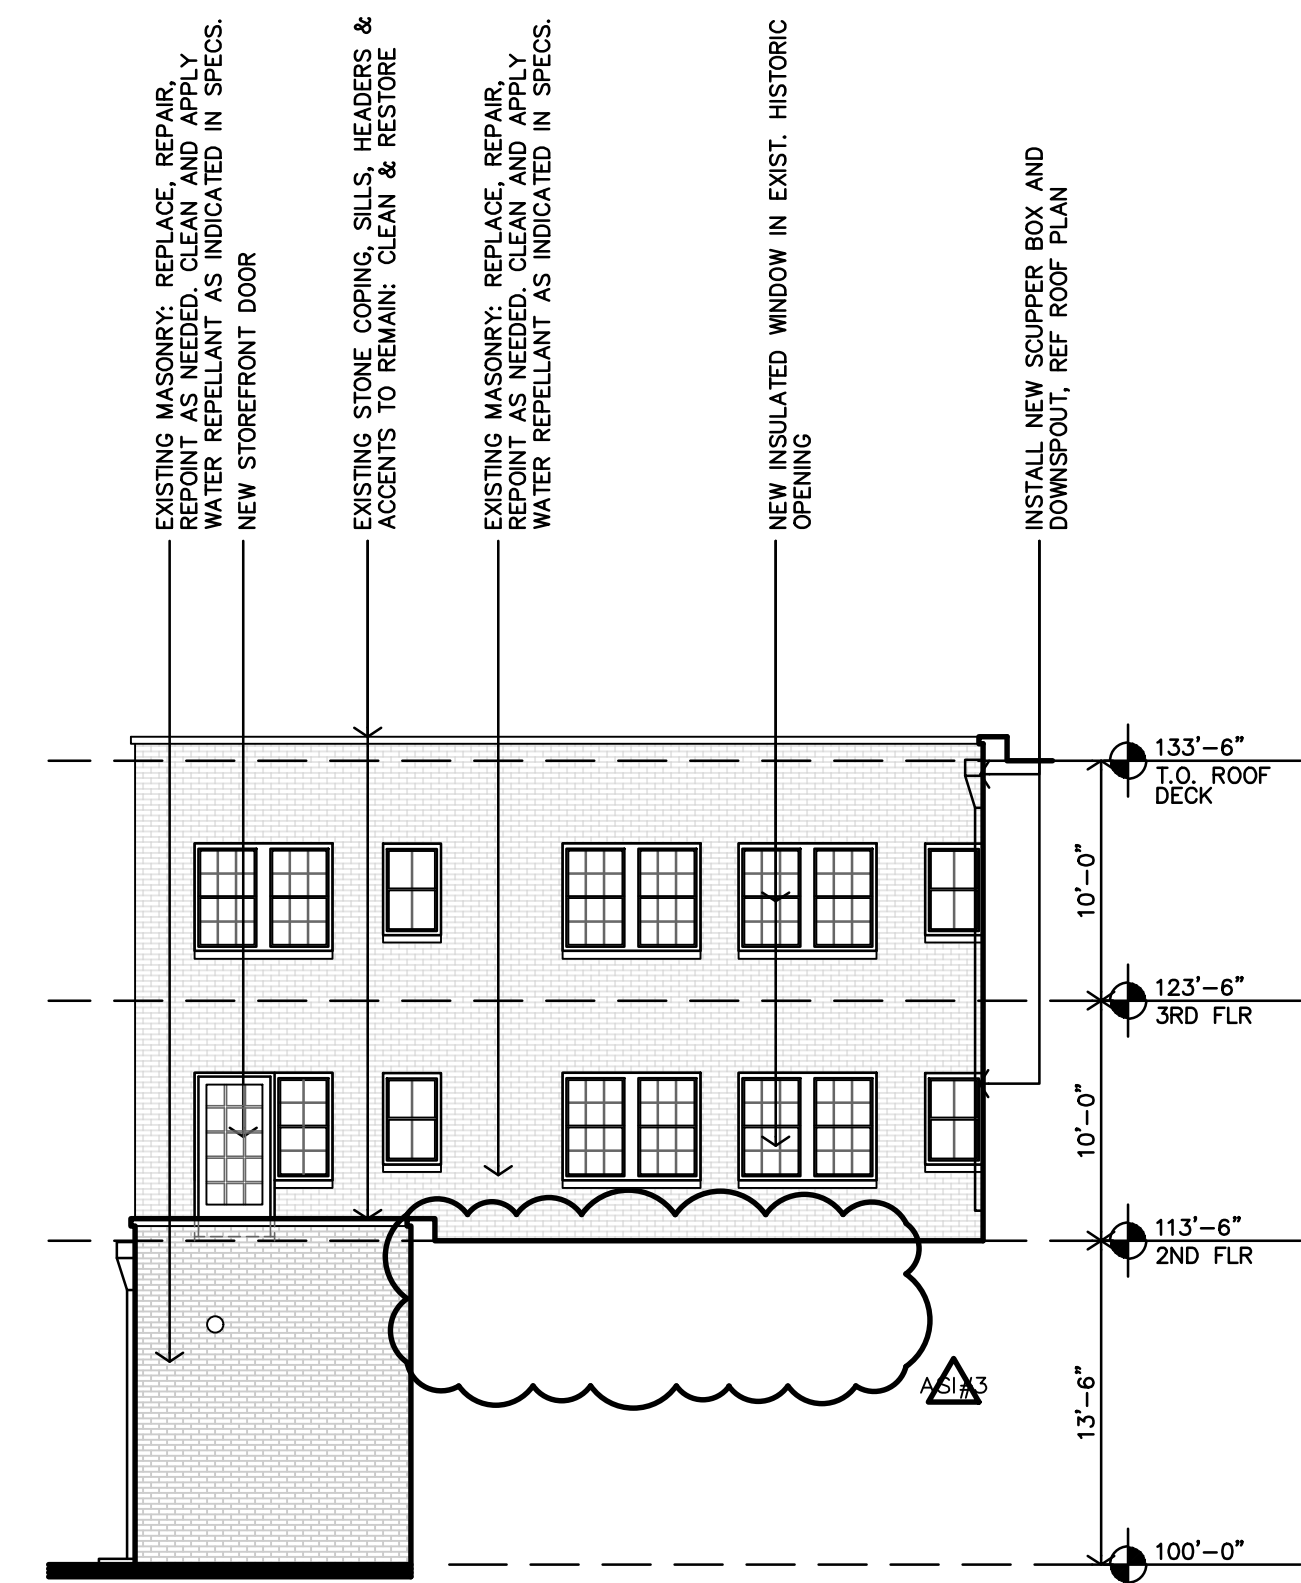 EXISTING MASONRY: REPLACE, REPAIR,
REPOINT AS NEEDED. CLEAN AND APPLY
WATER REPELLANT AS INDICATED IN SPECS.
NEW STOREFRONT DOOR
EXISTING STONE COPING, SILLS, HEADERS &
ACCENTS TO REMAIN: CLEAN & RESTORE
EXISTING MASONRY: REPLACE, REPAIR,
REPOINT AS NEEDED. CLEAN AND APPLY
WATER REPELLANT AS INDICATED IN SPECS.
NEW INSULATED WINDOW IN EXIST. HISTORIC
OPENING
INSTALL NEW SCUPPER BOX AND
DOWNSPOUT, REF ROOF PLAN
133'-6"
T.O. ROOF
DECK
10'-0"
123'-6"
3RD FLR
10'-0"
113'-6"
2ND FLR
ASI#3
13'-6"
100'-0"